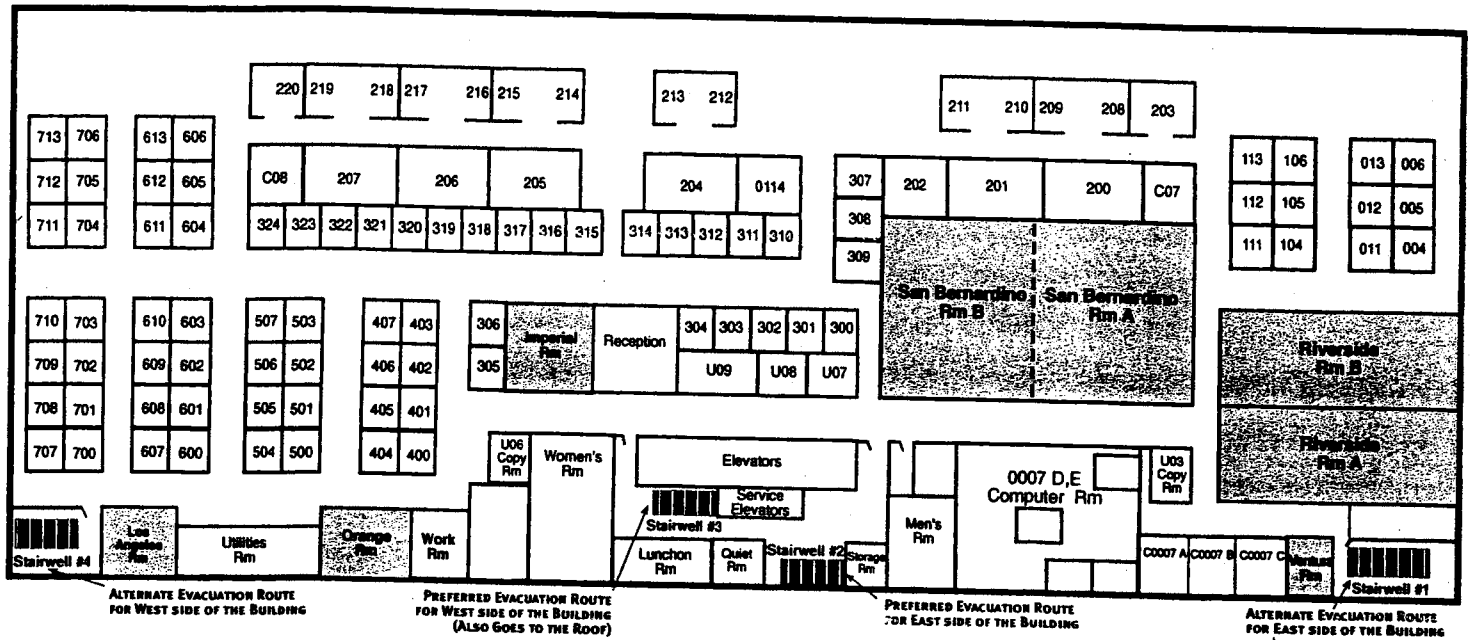 220 219 218 217 216 215 214
213 212
211 210 209 208 203
713 706
712 705
711 704
613 606
612 605
611 604
C08 207 206 205
324 323 322 321 320 319 318 317 316 315
204 0114
314 313 312 311 310
307
308
309
202 201 200 C07
San Bernardino
Rm B
San Bernardino
Rm A
113 106
112 105
111 104
013 006
012 005
011 004
710 703
709 702
708 701
707 700
610 603
609 602
608 601
607 600
507 503
506 502
505 501
504 500
407 403
406 402
405 401
404 400
306
305
Imperial
Rm
Reception
304 303 302 301 300
U09 U08 U07
Riverside
Rm B
Riverside
Rm A
U06
Copy
Rm
Women's
Rm
Elevators
Service
Elevators
Stairwell #3
0007 D,E
Computer Rm
U03
Copy
Rm
Stairwell #4
Los
Angeles
Rm
Utilities
Rm
Orange
Rm
Work
Rm
Lunchon
Rm
Quiet
Rm
Stairwell #2
Storage
Rm
Men's
Rm
C0007 A C0007 B C0007 C
Ventura
Rm
Stairwell #1
ALTERNATE EVACUATION ROUTE
FOR WEST SIDE OF THE BUILDING
PREFERRED EVACUATION ROUTE
FOR WEST SIDE OF THE BUILDING
(ALSO GOES TO THE ROOF)
PREFERRED EVACUATION ROUTE
FOR EAST SIDE OF THE BUILDING
ALTERNATE EVACUATION ROUTE
FOR EAST SIDE OF THE BUILDING